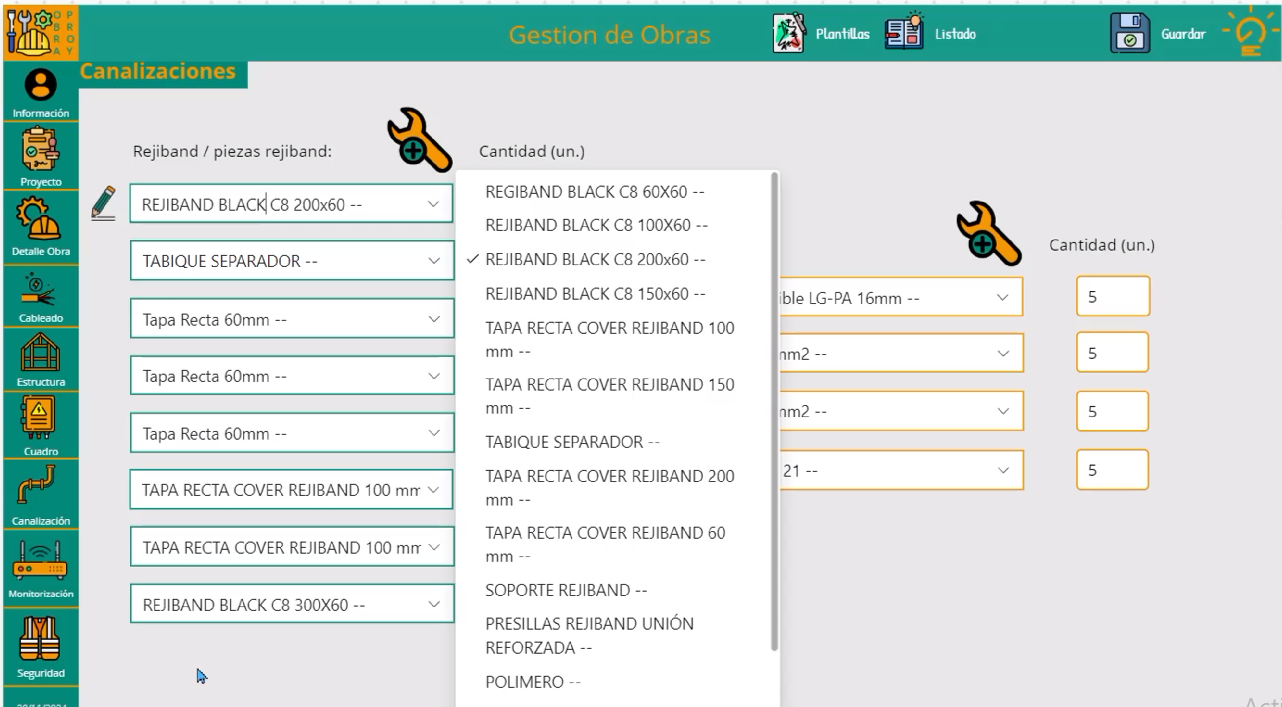 OBRA
PROY
Gestion de Obras
Plantillas
Listado
Guardar
Canalizaciones
Información
Proyecto
Detalle Obra
Cableado
Estructura
Cuadro
Canalización
Monitorización
Seguridad
Rejiband / piezas rejiband:
Cantidad (un.)
REJIBAND BLACK C8 200x60 --
TABIQUE SEPARADOR --
Tapa Recta 60mm --
Tapa Recta 60mm --
Tapa Recta 60mm --
TAPA RECTA COVER REJIBAND 100 mm
TAPA RECTA COVER REJIBAND 100 mm
REJIBAND BLACK C8 300X60 --
REGIBAND BLACK C8 60X60 --
REJIBAND BLACK C8 100X60 --
REJIBAND BLACK C8 200x60 --
REJIBAND BLACK C8 150x60 --
TAPA RECTA COVER REJIBAND 100
mm --
TAPA RECTA COVER REJIBAND 150
mm --
TABIQUE SEPARADOR --
TAPA RECTA COVER REJIBAND 200
mm --
TAPA RECTA COVER REJIBAND 60
mm --
SOPORTE REJIBAND --
PRESILLAS REJIBAND UNIÓN
REFORZADA --
POLIMERO --
Cantidad (un.)
ible LG-PA 16mm --
5
mm2 --
5
mm2 --
5
21 --
5